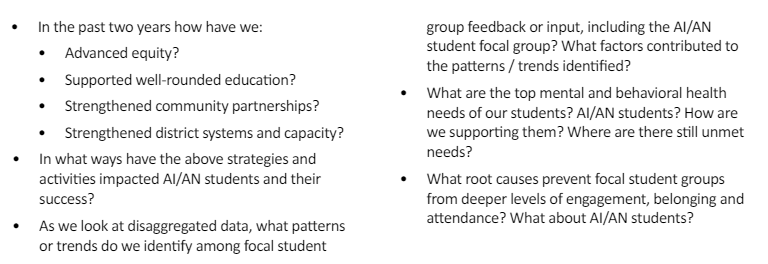 • In the past two years how have we:
• Advanced equity?
• Supported well-rounded education?
• Strengthened community partnerships?
• Strengthened district systems and capacity?
• In what ways have the above strategies and
activities impacted AI/AN students and their
success?
• As we look at disaggregated data, what patterns
or trends do we identify among focal student
group feedback or input, including the AI/AN
student focal group? What factors contributed to
the patterns / trends identified?
• What are the top mental and behavioral health
needs of our students? AI/AN students? How are
we supporting them? Where are there still unmet
needs?
• What root causes prevent focal student groups
from deeper levels of engagement, belonging and
attendance? What about AI/AN students?